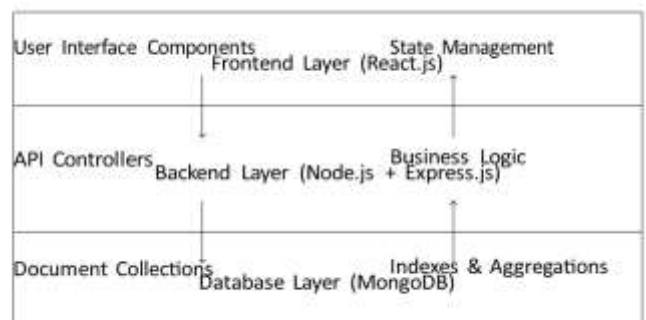 User Interface Components State Management
Frontend Layer (React.js)
API Controllers Business Logic
Backend Layer (Node.js + Express.js)
Document Collections Indexes & Aggregations
Database Layer (MongoDB)